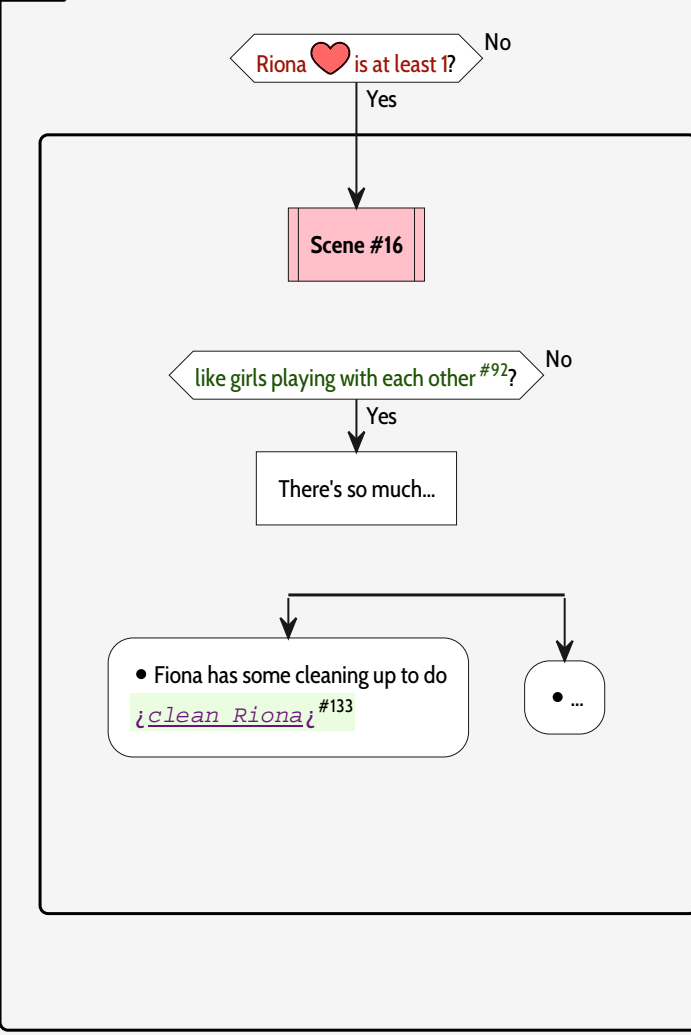 Riona is at least 1?
No
Yes
Scene #16
like girls playing with each other #92?
No
Yes
There's so much...
• Fiona has some cleaning up to do
¿clean Riona¿#133
• ...